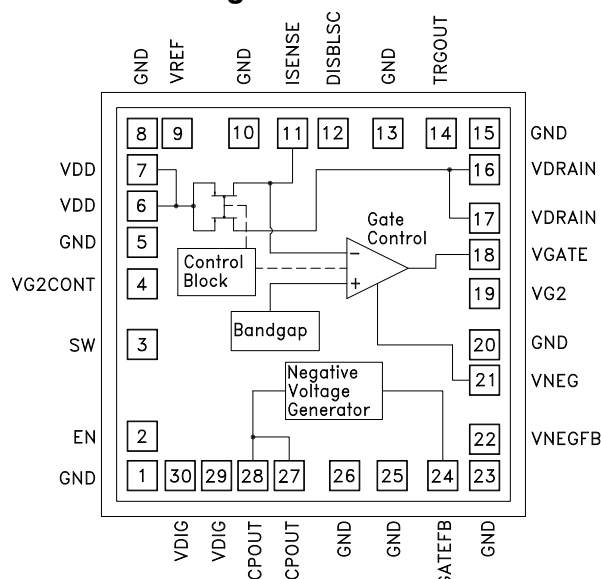 GND
VREF
GND
ISENSE
DISBLSC
GND
TRGOUT
8
9
10
11
12
13
14
15
GND
VDD
7
16
VDRAIN
VDD
6
17
VDRAIN
Gate
Control
GND
5
18
VGATE
Control
Block
−
+
VG2CONT
4
19
VG2
Bandgap
SW
3
20
GND
Negative
Voltage
Generator
21
VNEG
EN
2
22
VNEGFB
GND
1
30
29
28
27
26
25
24
23
VDIG
VDIG
CPOUT
CPOUT
GND
GND
GATEFB
GND